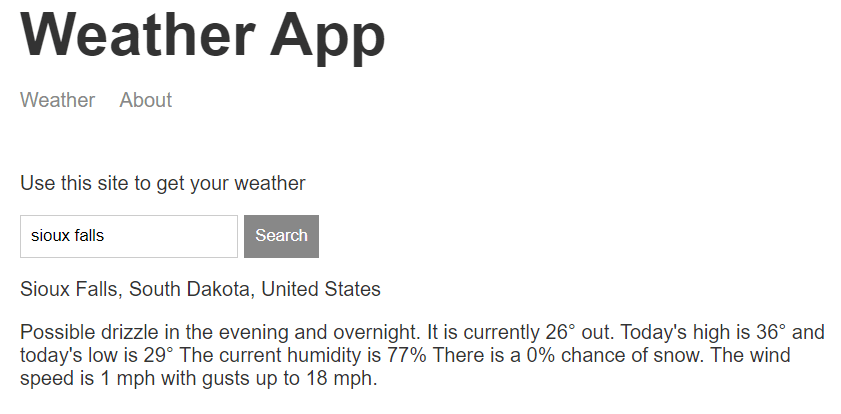 Weather App
Weather About
Use this site to get your weather
sioux falls Search
Sioux Falls, South Dakota, United States
Possible drizzle in the evening and overnight. It is currently 26° out. Today's high is 36° and
today's low is 29° The current humidity is 77% There is a 0% chance of snow. The wind
speed is 1 mph with gusts up to 18 mph.